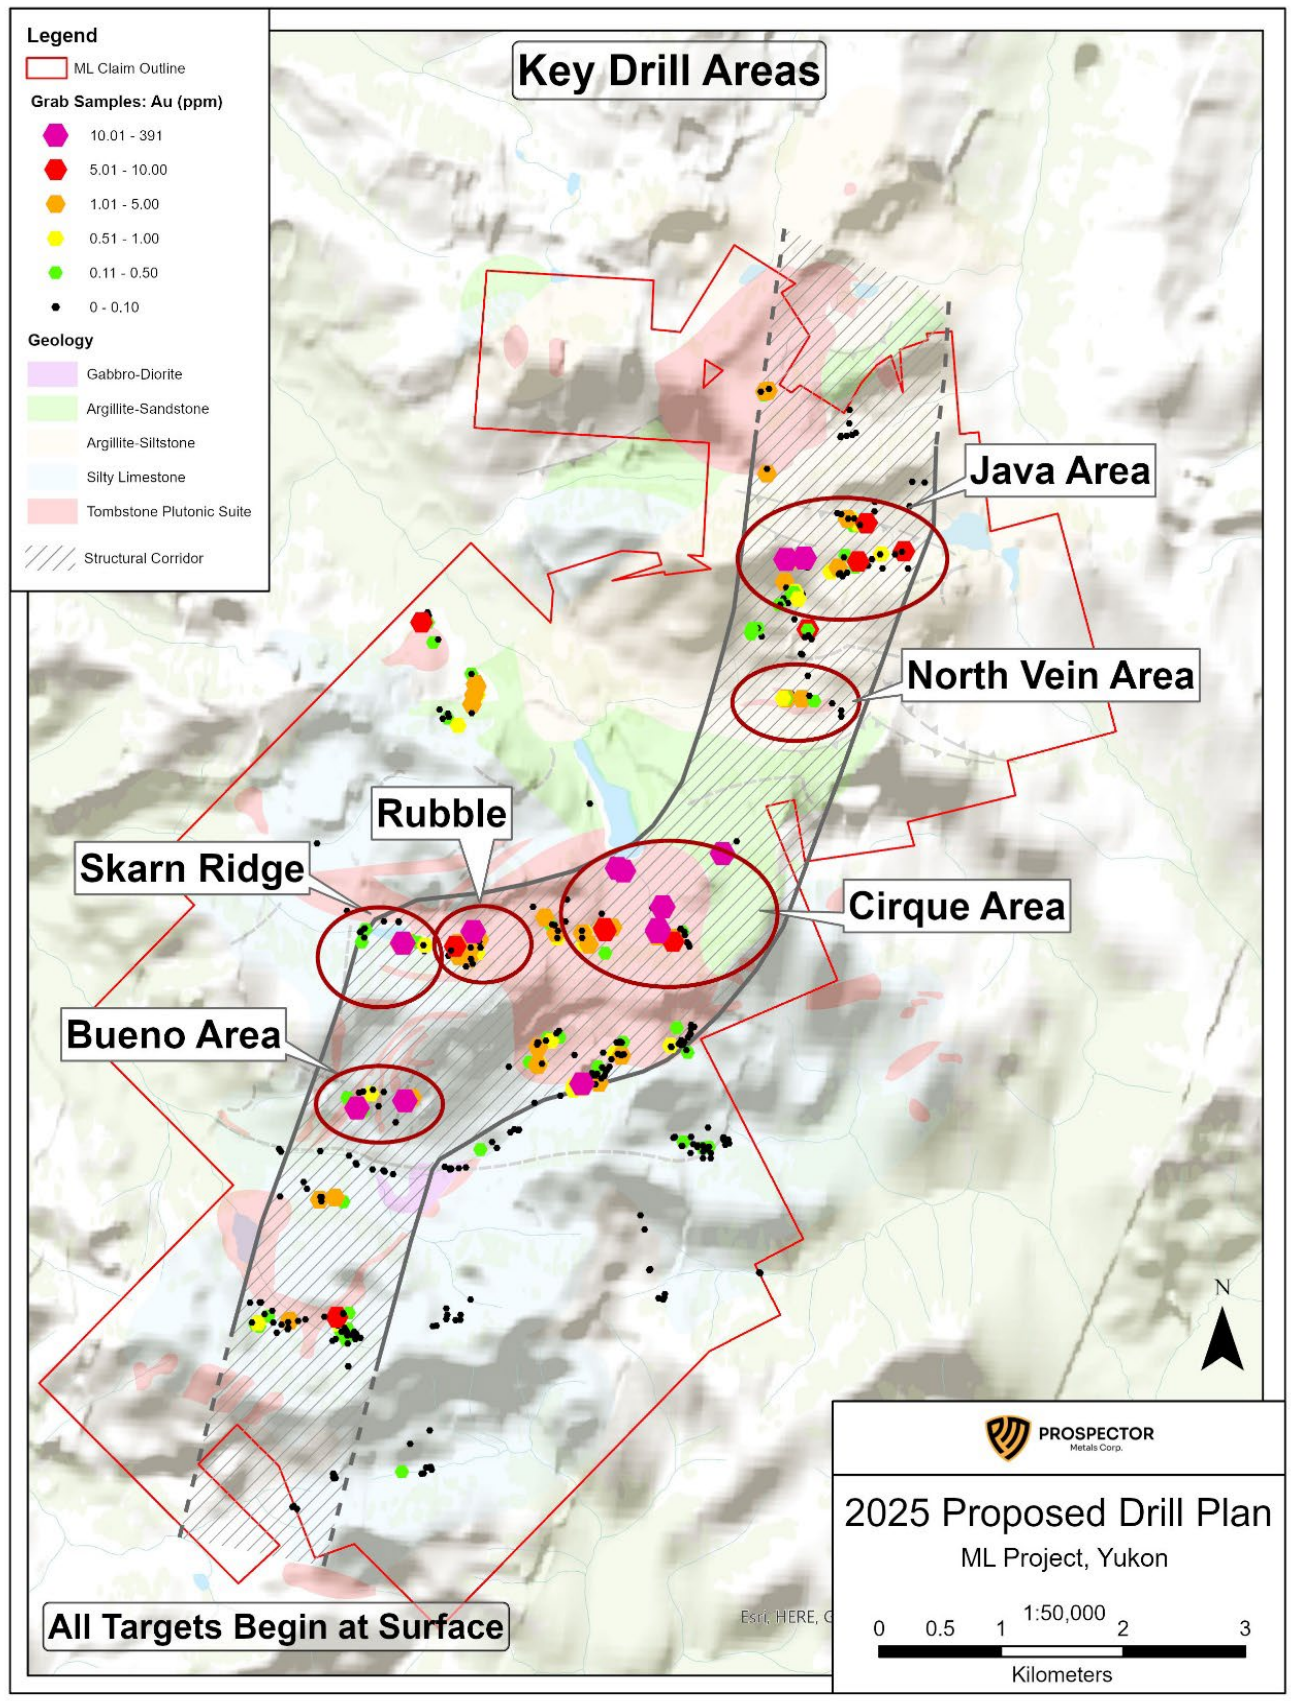 Legend
ML Claim Outline
Grab Samples: Au (ppm)
10.01 - 391
5.01 - 10.00
1.01 - 5.00
0.51 - 1.00
0.11 - 0.50
0 - 0.10
Geology
Gabbro-Diorite
Argillite-Sandstone
Argillite-Siltstone
Silty Limestone
Tombstone Plutonic Suite
Structural Corridor
Key Drill Areas
Java Area
North Vein Area
Rubble
Skarn Ridge
Cirque Area
Bueno Area
N
PROSPECTOR
Metals Corp.
2025 Proposed Drill Plan
ML Project, Yukon
1:50,000
0 0.5 1 2 3
Kilometers
Esri, HERE,
All Targets Begin at Surface